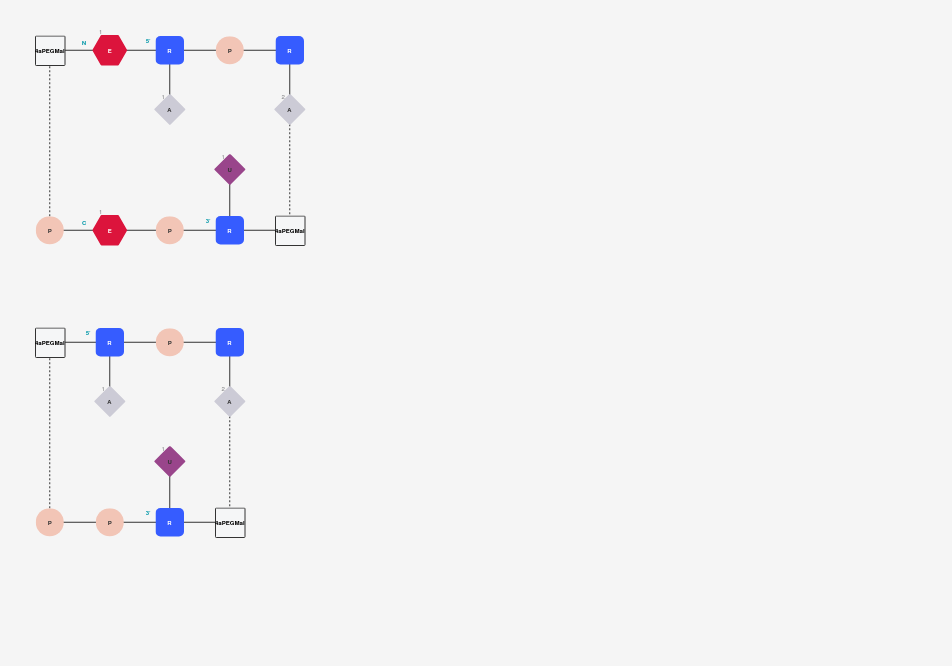 1
N 5'
4aPEGMal E R P R
1 2
A A
1
U
1
C 3'
P E P R 4aPEGMal
5'
4aPEGMal R P R
1 2
A A
1
U
3'
P P R 4aPEGMal